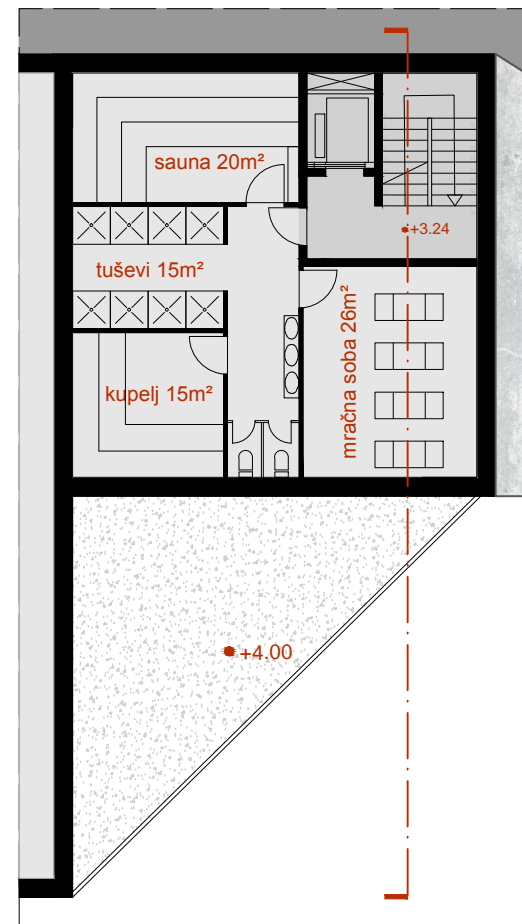 sauna 20m²
+3.24
tuševi 15m²
mračna soba 26m²
kupelj 15m²
+4.00